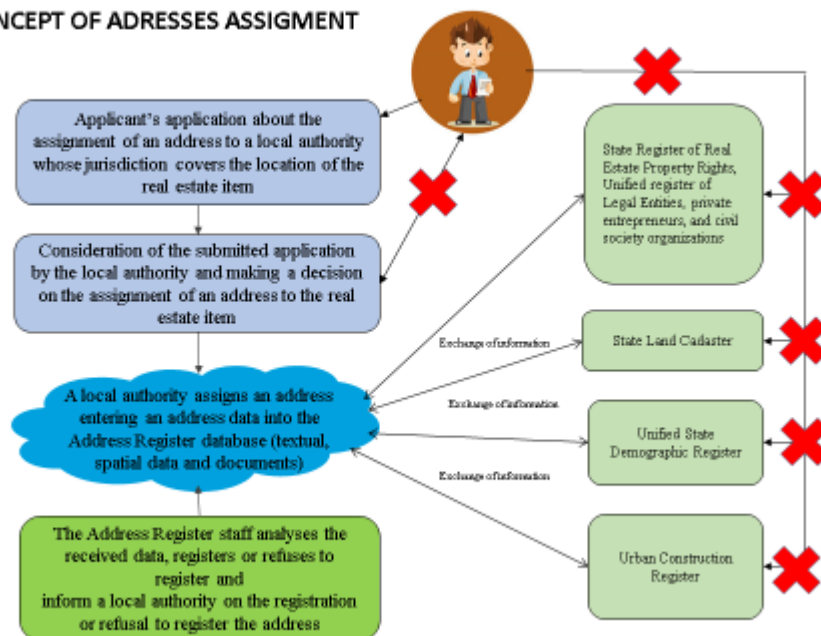 NCEPT OF ADRESSES ASSIGMENT
Applicant's application about the
assignment of an address to a local authority
whose jurisdiction covers the location of the
real estate item
Consideration of the submitted application
by the local authority and making a decision
on the assignment of an address to the real
estate item
A local authority assigns an address
entering an address data into the
Address Register database (textual,
spatial data and documents)
The Address Register staff analyses the
received data, registers or refuses to
register and
inform a local authority on the registration
or refusal to register the address
Exchange of information
Exchange of information
Exchange of information
State Register of Real
Estate Property Rights,
Unified register of
Legal Entities, private
entrepreneurs, and civil
society organizations
State Land Cadaster
Unified State
Demographic Register
Urban Construction
Register